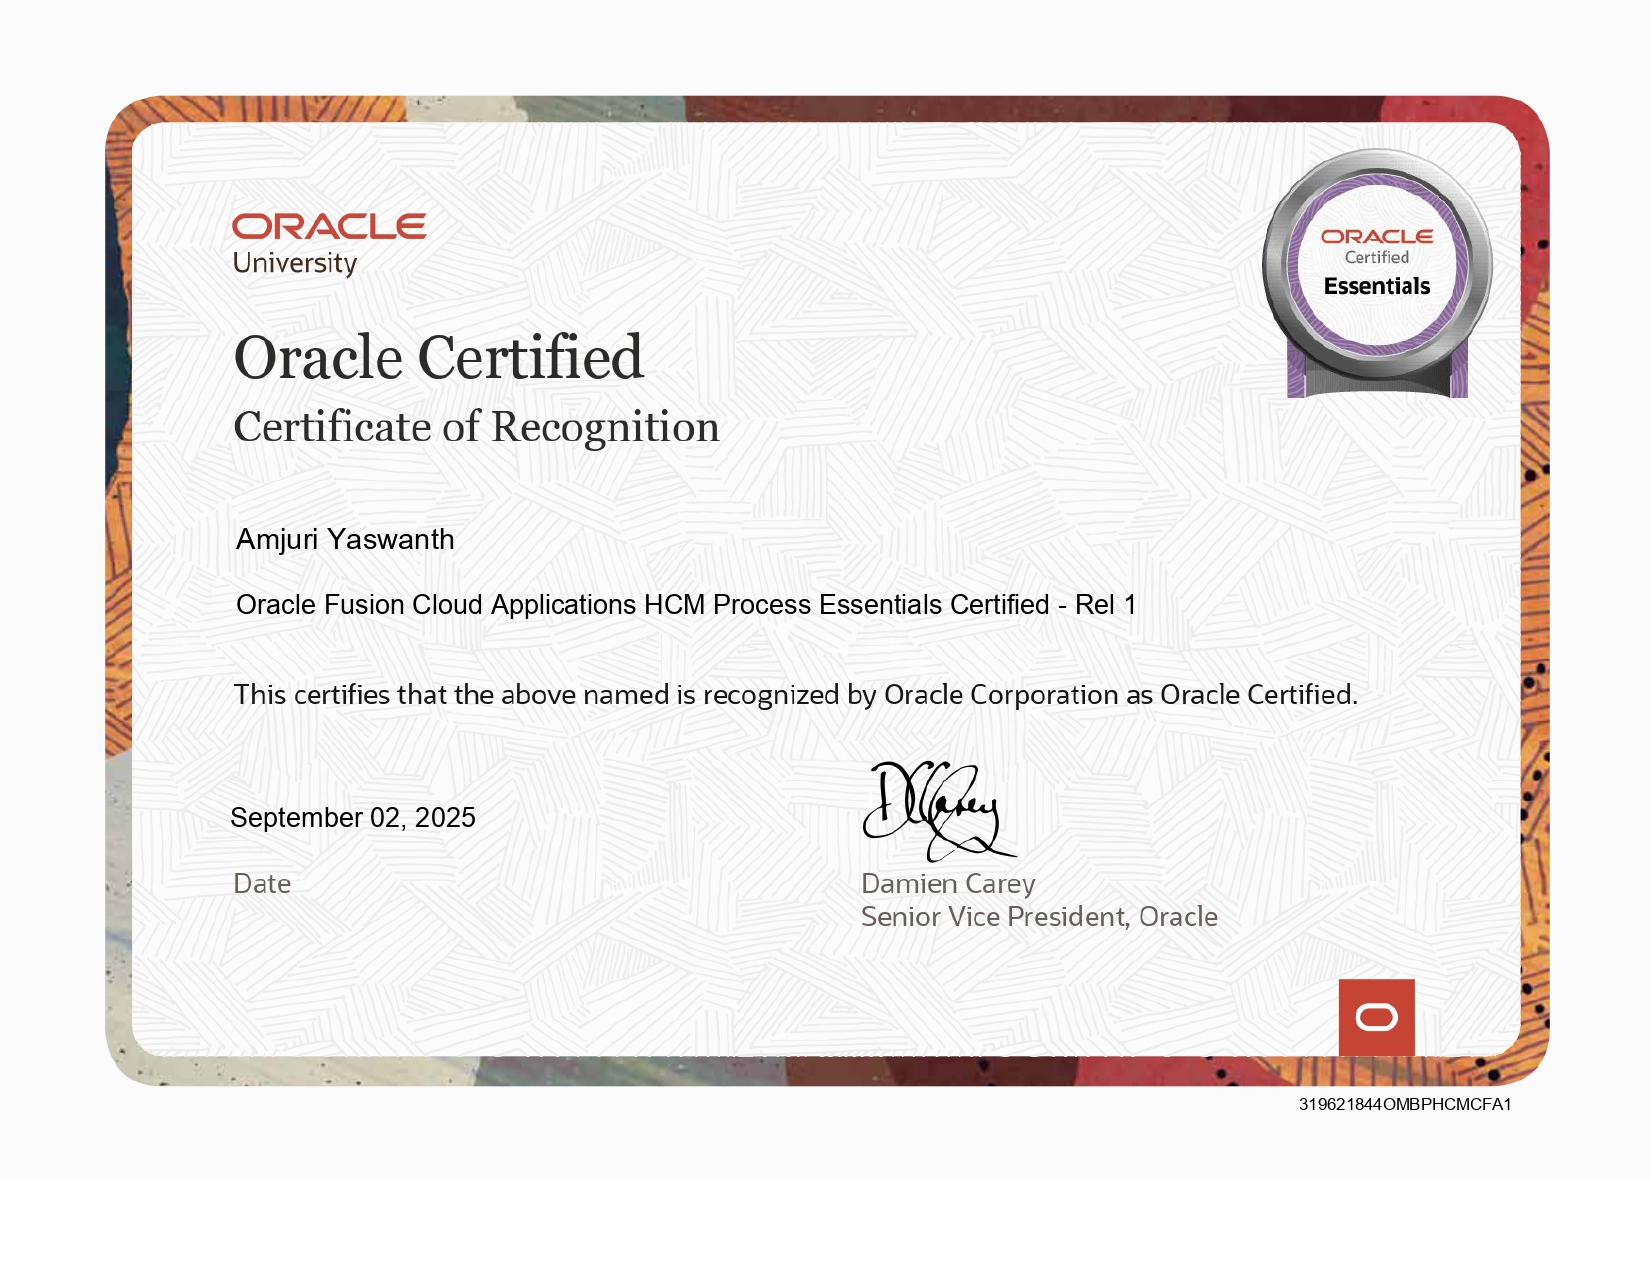 ORACLE
University
ORACLE
Certified
Essentials
Oracle Certified
Certificate of Recognition
Amjuri Yaswanth
Oracle Fusion Cloud Applications HCM Process Essentials Certified - Rel 1
This certifies that the above named is recognized by Oracle Corporation as Oracle Certified.
September 02, 2025
Date
DCarey
Damien Carey
Senior Vice President, Oracle
319621844OMBPHCMCFA1